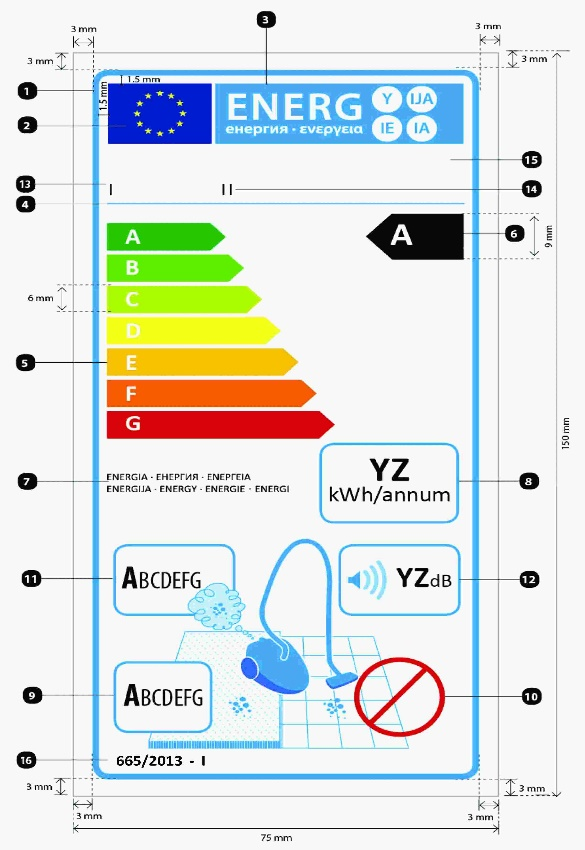 3
3 mm
3 mm
3 mm
3 mm
1.5 mm
1.5 mm
1
2
ENERG
енергия · ενεργεια
Y IJA
IE IA
15
13
I
II
14
4
A
A
6
9 mm
B
6 mm
C
D
5
E
F
G
150 mm
7
ENERGIA · ЕНЕРГИЯ · ΕΝΕΡΓΕΙΑ
ENERGIJA · ENERGY · ENERGIE · ENERGI
YZ
kWh/annum
8
11
ABCDEFG
YZdB
12
9
ABCDEFG
10
16
665/2013 - I
3 mm
3 mm
3 mm
3 mm
75 mm